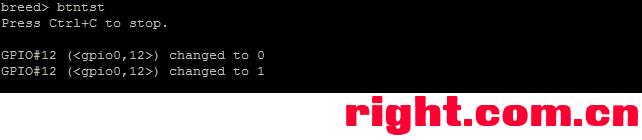 breed> btntst
Press Ctrl+C to stop.
GPIO#12 (<gpio0,12>) changed to 0
GPIO#12 (<gpio0,12>) changed to 1
right.com.cn